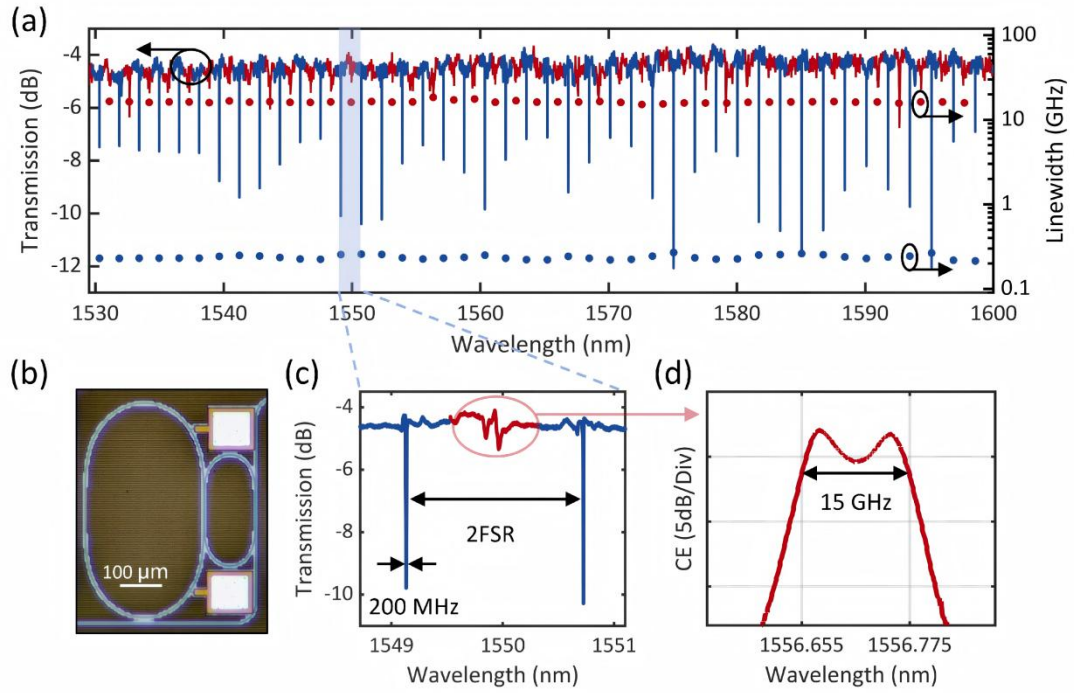 (a)
Transmission (dB)
-4
-6
-8
-10
-12
100
10
1
0.1
Linewidth (GHz)
1530
1540
1550
1560
1570
1580
1590
1600
Wavelength (nm)
(b)
100 μm
(c)
Transmission (dB)
-4
-6
-8
-10
2FSR
200 MHz
1549
1550
1551
Wavelength (nm)
(d)
CE (5dB/Div)
15 GHz
1556.655
1556.775
Wavelength (nm)